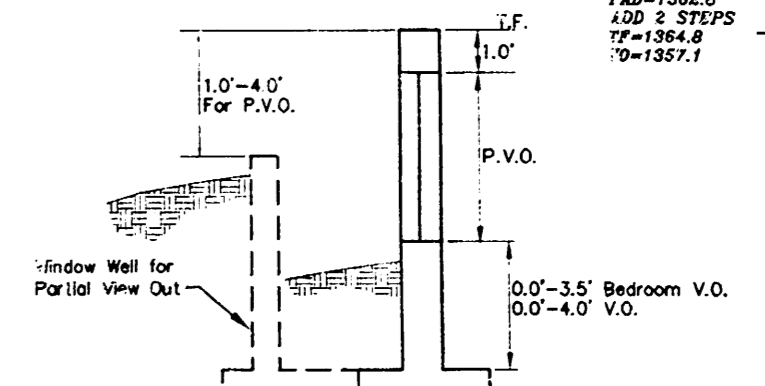 ADD 2 STEPS
TF=1364.8
T.F.
1.0'
1.0'-4.0'
For P.V.O.
P.V.O.
Window Well for
Partial View Out
0.0'-3.5' Bedroom V.O.
0.0'-4.0' V.O.